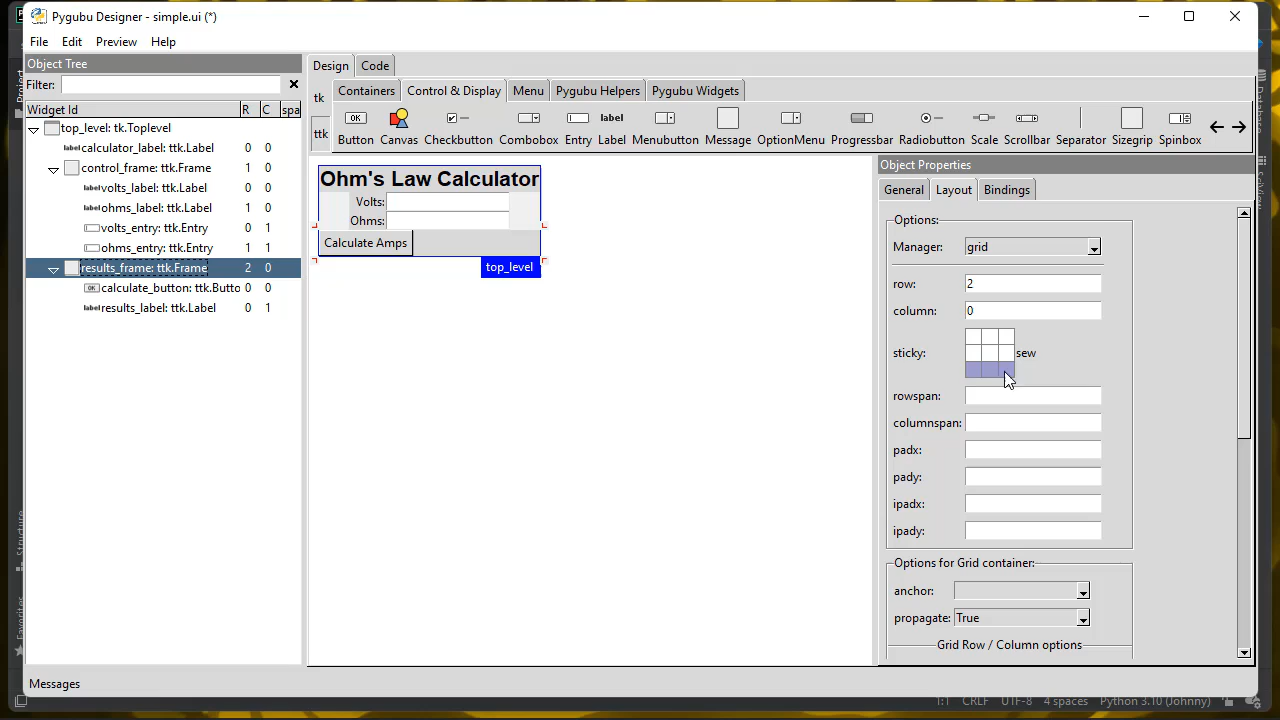 Pygubu Designer - simple.ui (*)
File Edit Preview Help
Object Tree
Filter:
Widget Id R C spa
top_level: tk.Toplevel
calculator_label: tk.Label 0 0
control_frame: ttk.Frame 1 0
volts_label: ttk.Label 0 0
ohms_label: ttk.Label 1 0
volts_entry: ttk.Entry 0 1
ohms_entry: ttk.Entry 1 1
results_frame: ttk.Frame 2 0
calculate_button: ttk.Butto 0 0
results_label: ttk.Label 0 1
Design Code
tk
ttk
Containers Control & Display Menu Pygubu Helpers Pygubu Widgets
Button Canvas Checkbutton Combobox Entry Label Menubutton Message OptionMenu Progressbar Radiobutton Scale Scrollbar Separator Sizegrip Spinbox
Ohm's Law Calculator
Volts:
Ohms:
Calculate Amps
top_level
Object Properties
General Layout Bindings
Options:
Manager: grid
row: 2
column: 0
sticky: sew
rowspan:
columnspan:
padx:
pady:
ipadx:
ipady:
Options for Grid container:
anchor:
propagate: True
Grid Row / Column options
Messages
1:1 CRLF UTF-8 4 spaces Python 3.10 (Johnny)
Structure
Favorites